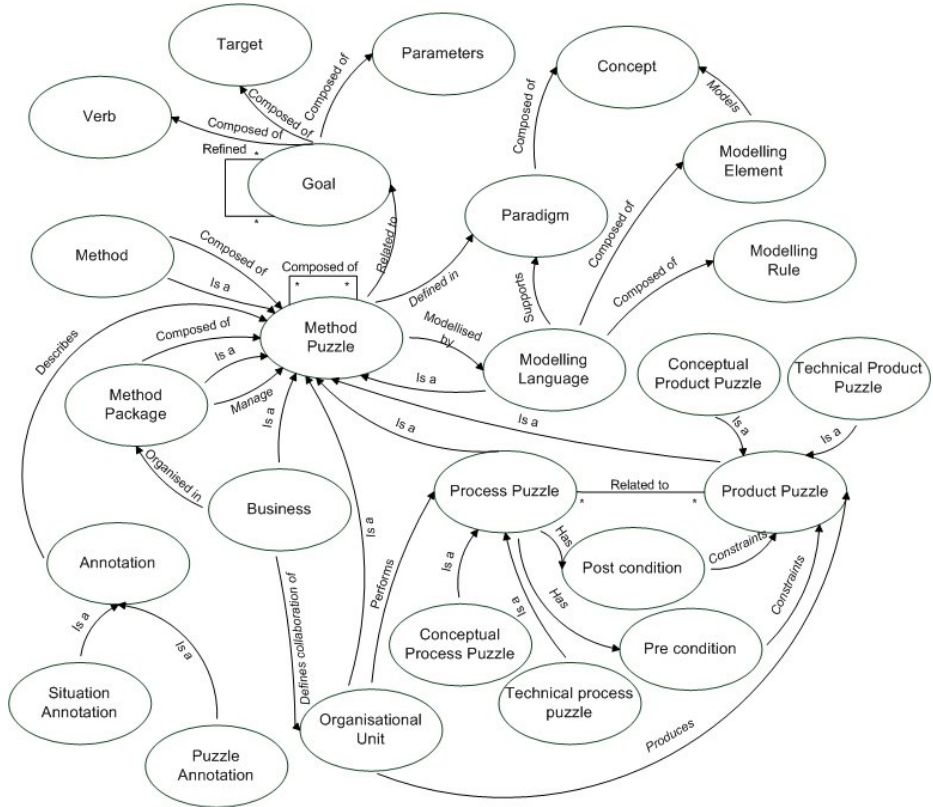 Target
Parameters
Concept
Composed of
Composed of
Models
Verb
Composed of
Composed of
Refined
*
Modelling
Element
Goal
*
Paradigm
Composed of
Method
Composed of
Related to
Modelling
Rule
Is a
Composed of
* *
Defined in
Supports
Composed of
Describes
Composed of
Method
Puzzle
Modellised
by
Is a
Modelling
Language
Conceptual
Product Puzzle
Technical Product
Puzzle
Is a
Method
Package
Manage
Is a
Is a
Is a
Is a
Is a
Organised in
Business
Process Puzzle
Related to
* *
Product Puzzle
Is a
Annotation
Performs
Is a
Has
Post condition
Constraints
Constraints
Has
Is a
Is a
Is a
Defines collaboration of
Conceptual
Process Puzzle
Pre condition
Situation
Annotation
Technical process
puzzle
Organisational
Unit
Produces
Puzzle
Annotation